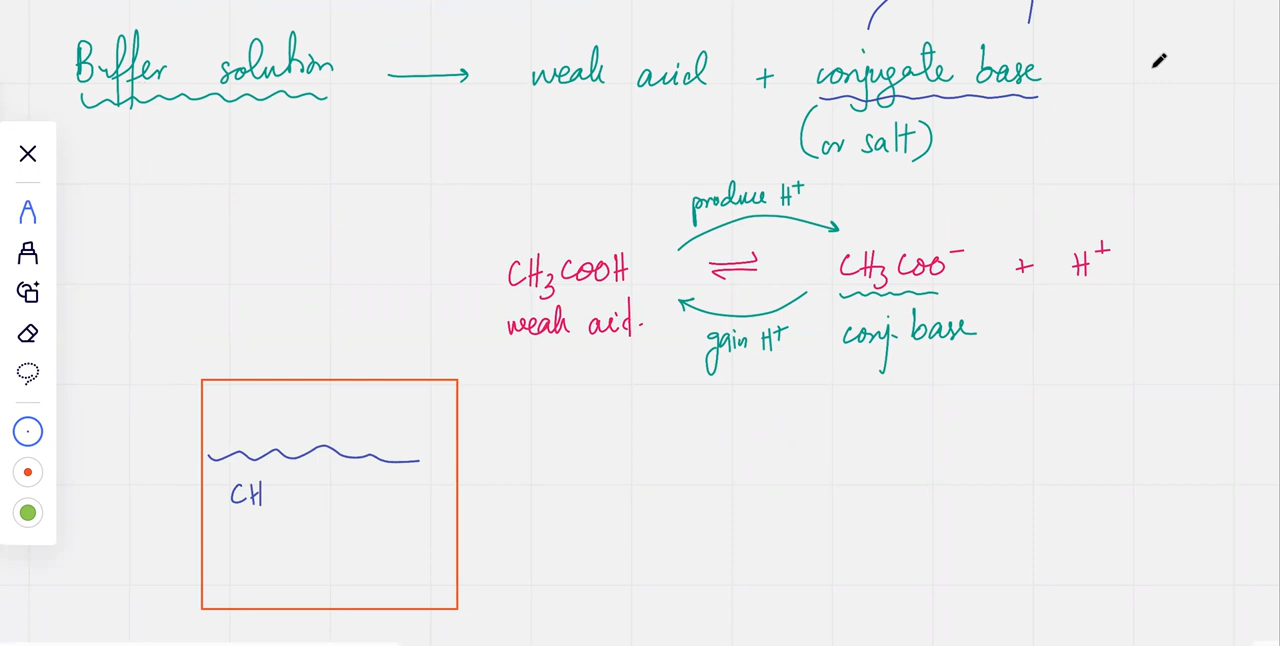 Buffer solution ⟶ weak acid + conjugate base
(or salt)
produce H⁺
CH₃COOH ⇌ CH₃COO⁻ + H⁺
weak acid.
gain H⁺
conj. base
CH